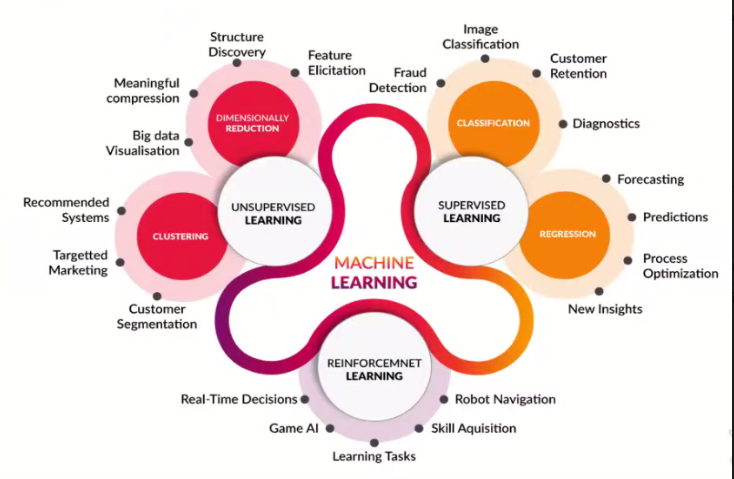 Structure
Discovery
Feature
Elicitation
Meaningful
compression
Big data
Visualisation
DIMENSIONALLY
REDUCTION
UNSUPERVISED
LEARNING
CLUSTERING
Recommended
Systems
Targetted
Marketing
Customer
Segmentation
Image
Classification
Fraud
Detection
Customer
Retention
Diagnostics
CLASSIFICATION
SUPERVISED
LEARNING
REGRESSION
Forecasting
Predictions
Process
Optimization
New Insights
MACHINE
LEARNING
REINFORCEMNET
LEARNING
Real-Time Decisions
Game AI
Learning Tasks
Skill Aquisition
Robot Navigation